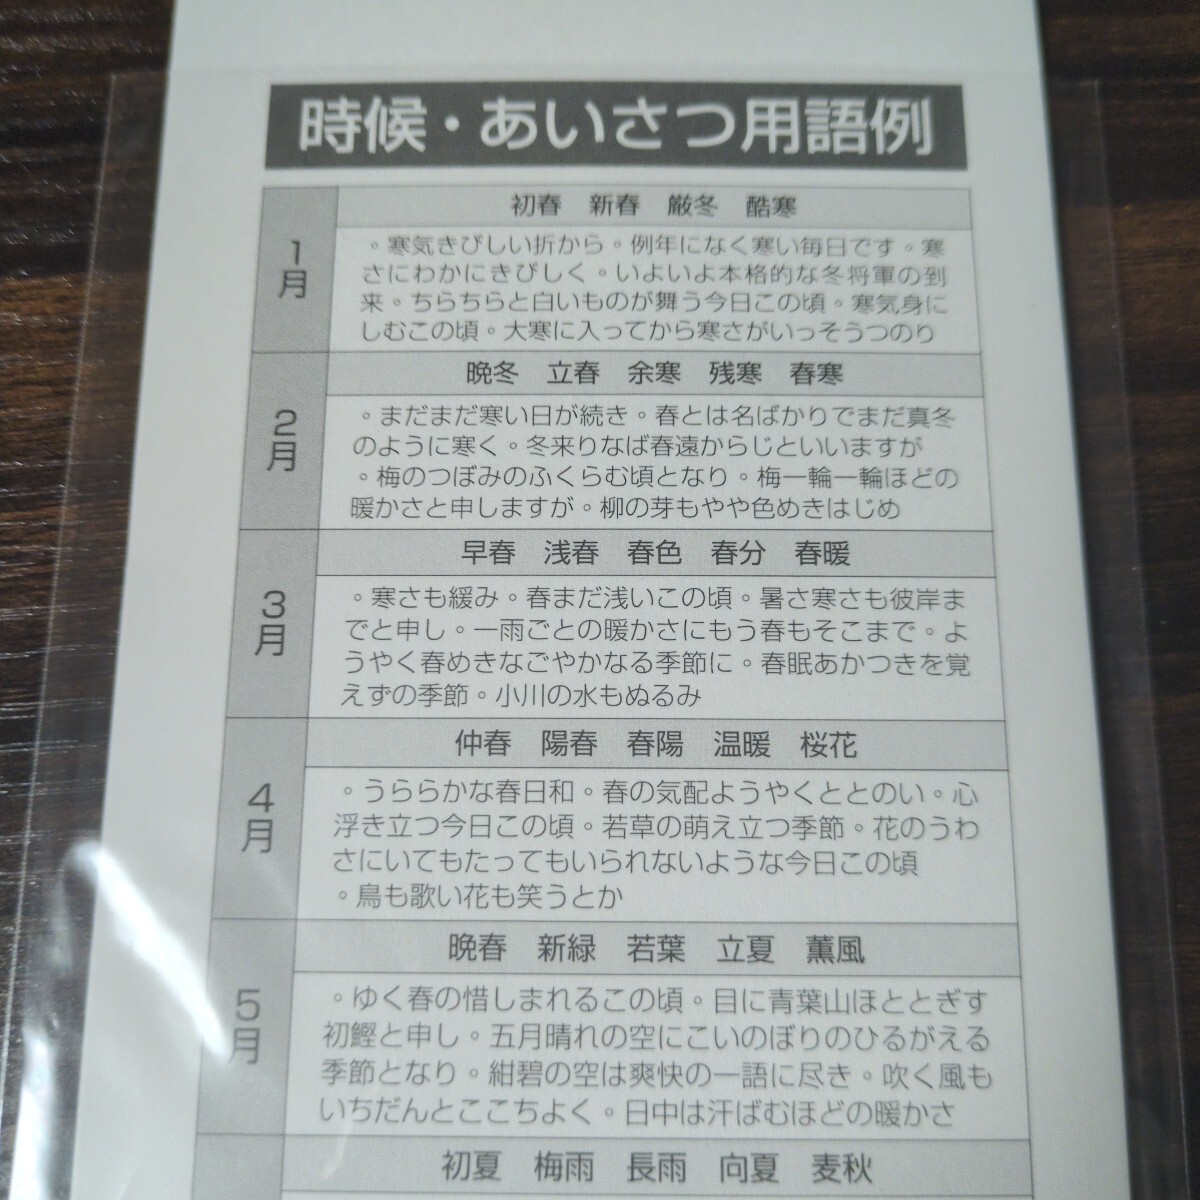 時候・あいさつ用語例
1月
初春 新春 厳冬 酷寒
。寒気きびしい折から。例年になく寒い毎日です。寒
さにわかにきびしく。いよいよ本格的な冬将軍の到
来。ちらちらと白いものが舞う今日この頃。寒気身に
しむこの頃。大寒に入ってから寒さがいっそうつのり
2月
晩冬 立春 余寒 残寒 春寒
。まだまだ寒い日が続き。春とは名ばかりでまだ真冬
のように寒く。冬来りなば春遠からじといいますが
。梅のつぼみのふくらむ頃となり。梅一輪一輪ほどの
暖かさと申しますが。柳の芽もやや色めきはじめ
3月
早春 浅春 春色 春分 春暖
。寒さも緩み。春まだ浅いこの頃。暑さ寒さも彼岸ま
でと申し。一雨ごとの暖かさにもう春もそこまで。よ
うやく春めきなごやかなる季節に。春眠あかつきを覚
えずの季節。小川の水もぬるみ
4月
仲春 陽春 春陽 温暖 桜花
。うららかな春日和。春の気配ようやくととのい。心
浮き立つ今日この頃。若草の萌え立つ季節。花のうわ
さにいてもたってもいられないような今日この頃
。鳥も歌い花も笑うとか
5月
晩春 新緑 若葉 立夏 薫風
。ゆく春の惜しまれるこの頃。目に青葉山ほととぎす
初鰹と申し。五月晴れの空にこいのぼりのひるがえる
季節となり。紺碧の空は爽快の一語に尽き。吹く風も
いちだんとここちよく。日中は汗ばむほどの暖かさ
初夏 梅雨 長雨 向夏 麦秋